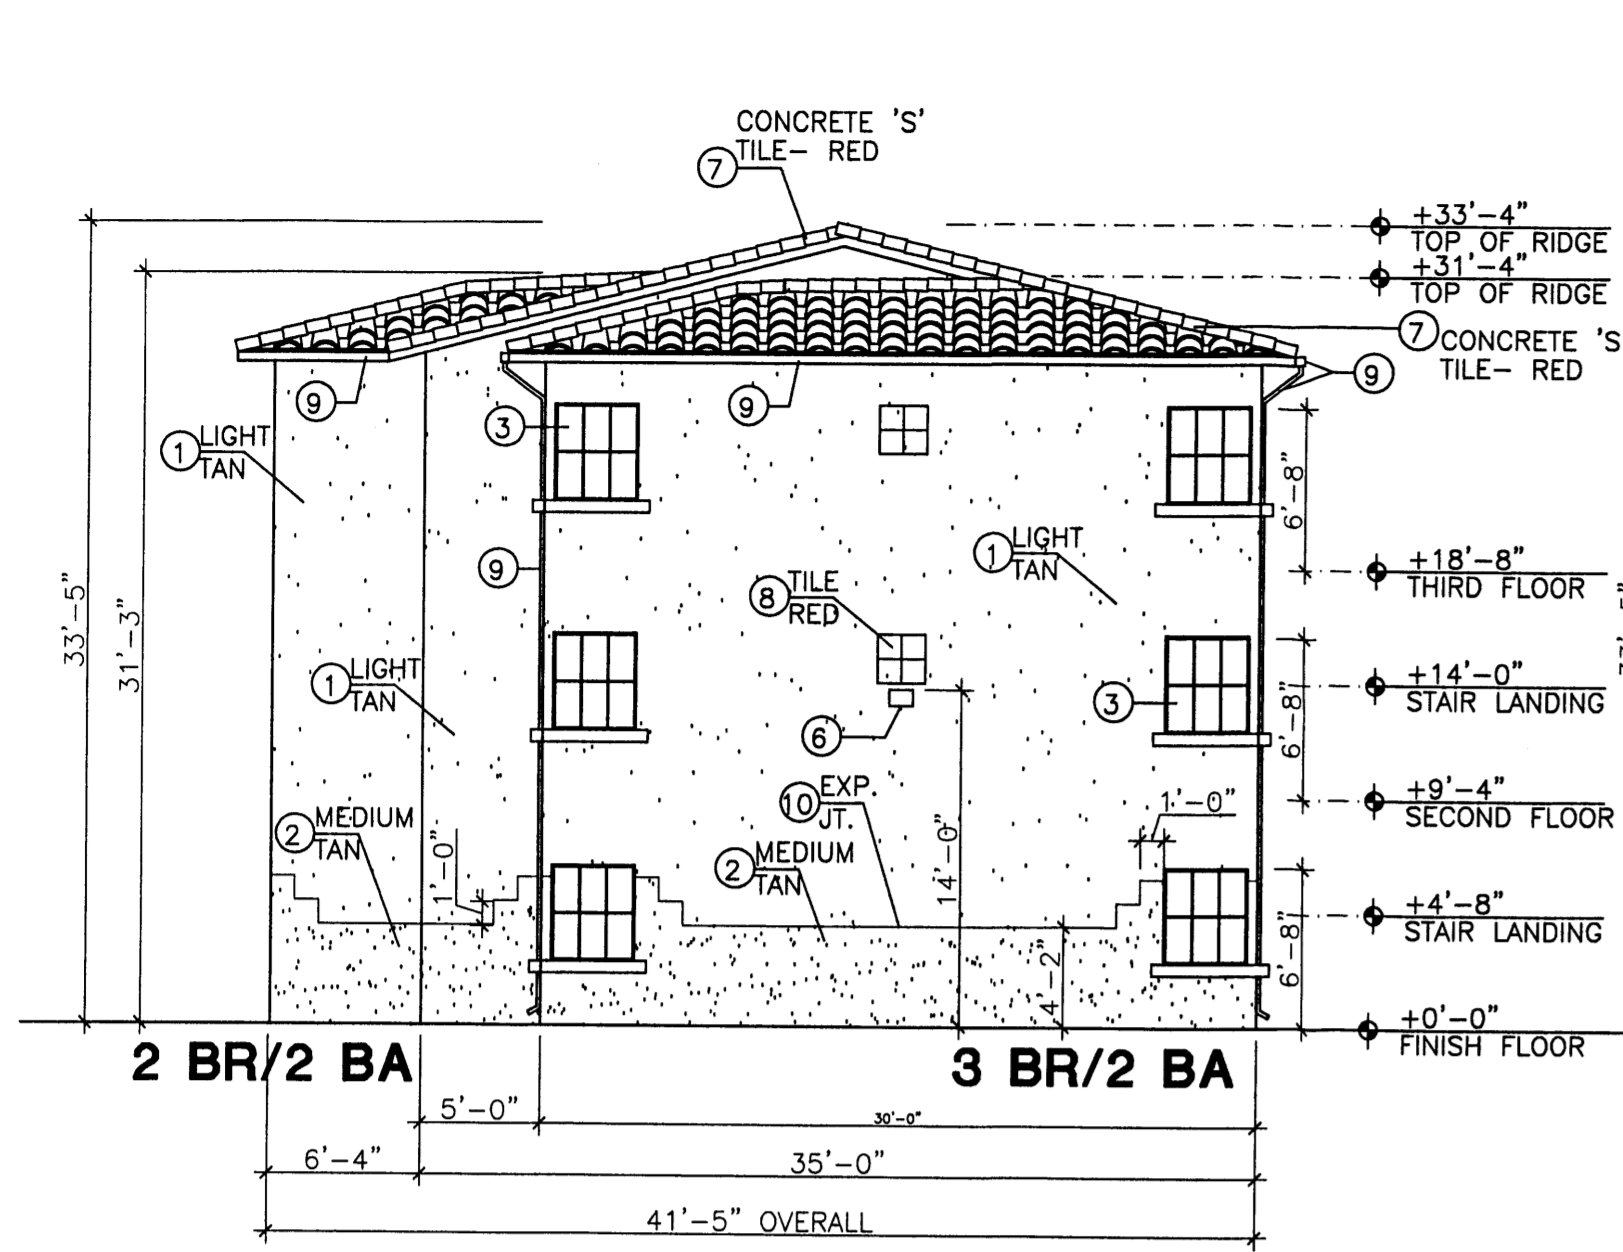 CONCRETE 'S'
TILE- RED
7
+33'-4"
TOP OF RIDGE
+31'-4"
TOP OF RIDGE
7
CONCRETE 'S
TILE- RED
9
9
9
3
1
LIGHT
TAN
33'-5"
31'-3"
6'-8"
9
1
LIGHT
TAN
+18'-8"
THIRD FLOOR
8
TILE
RED
1
LIGHT
TAN
3
6
6'-8"
+14'-0"
STAIR LANDING
10
EXP.
JT.
+9'-4"
SECOND FLOOR
1'-0"
2
MEDIUM
TAN
1'-0"
2
MEDIUM
TAN
14'-0"
4'-2"
6'-8"
+4'-8"
STAIR LANDING
+0'-0"
FINISH FLOOR
2 BR/2 BA
3 BR/2 BA
5'-0"
30'-0"
6'-4"
35'-0"
41'-5" OVERALL